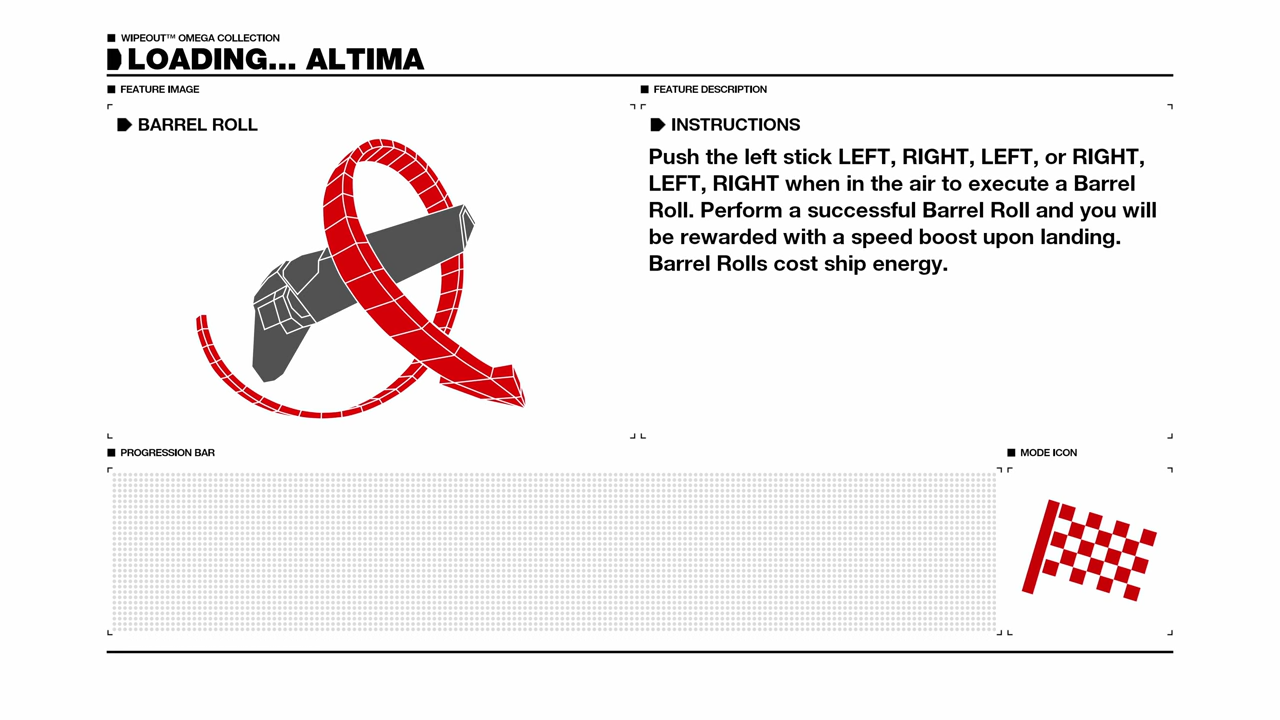 WIPEOUT™ OMEGA COLLECTION
LOADING... ALTIMA
FEATURE IMAGE
FEATURE DESCRIPTION
BARREL ROLL
INSTRUCTIONS
Push the left stick LEFT, RIGHT, LEFT, or RIGHT,
LEFT, RIGHT when in the air to execute a Barrel
Roll. Perform a successful Barrel Roll and you will
be rewarded with a speed boost upon landing.
Barrel Rolls cost ship energy.
PROGRESSION BAR
MODE ICON